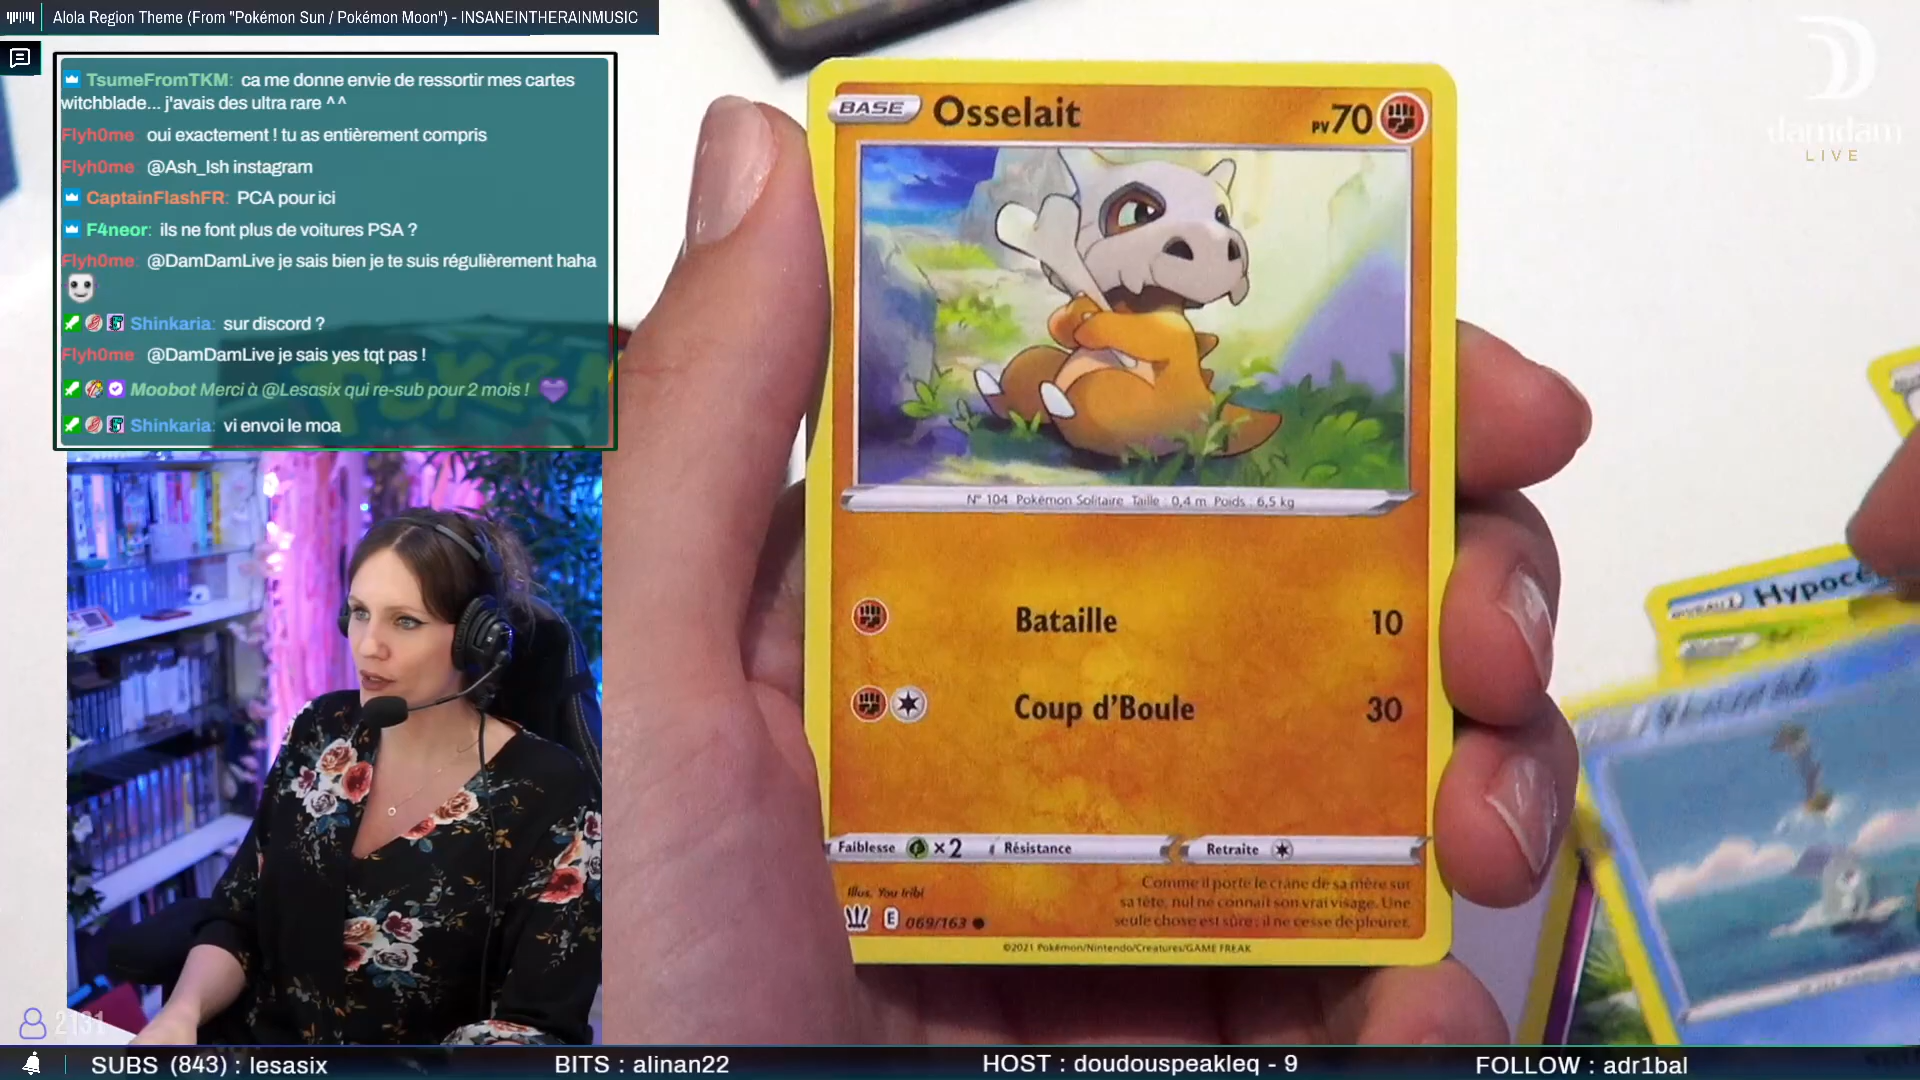 Alola Region Theme (From "Pokémon Sun / Pokémon Moon") - INSANEINTHERAINMUSIC
TsumeFromTKM: ca me donne envie de ressortir mes cartes
witchblade... j'avais des ultra rare ^^
Flyh0me: oui exactement ! tu as entièrement compris
Flyh0me: @Ash_Ish instagram
CaptainFlashFR: PCA pour ici
F4neor: ils ne font plus de voitures PSA ?
Flyh0me: @DamDamLive je sais bien je te suis régulièrement haha
Shinkaria: sur discord ?
Flyh0me: @DamDamLive je sais yes tqt pas !
Moobot Merci à @Lesasix qui re-sub pour 2 mois !
Shinkaria: vi envoi le moa
damdam
LIVE
BASE Osselait PV 70
N° 104 Pokémon Solitaire Taille : 0,4 m Poids : 6,5 kg
Bataille 10
Coup d'Boule 30
Faiblesse ×2 Résistance Retraite
Illus. You Iribi
E 069/163
Comme il porte le crâne de sa mère sur
sa tête, nul ne connaît son vrai visage. Une
seule chose est sûre : il ne cesse de pleurer.
©2021 Pokémon/Nintendo/Creatures/GAME FREAK
2131
SUBS (843) : lesasix
BITS : alinan22
HOST : doudouspeakleq - 9
FOLLOW : adr1bal